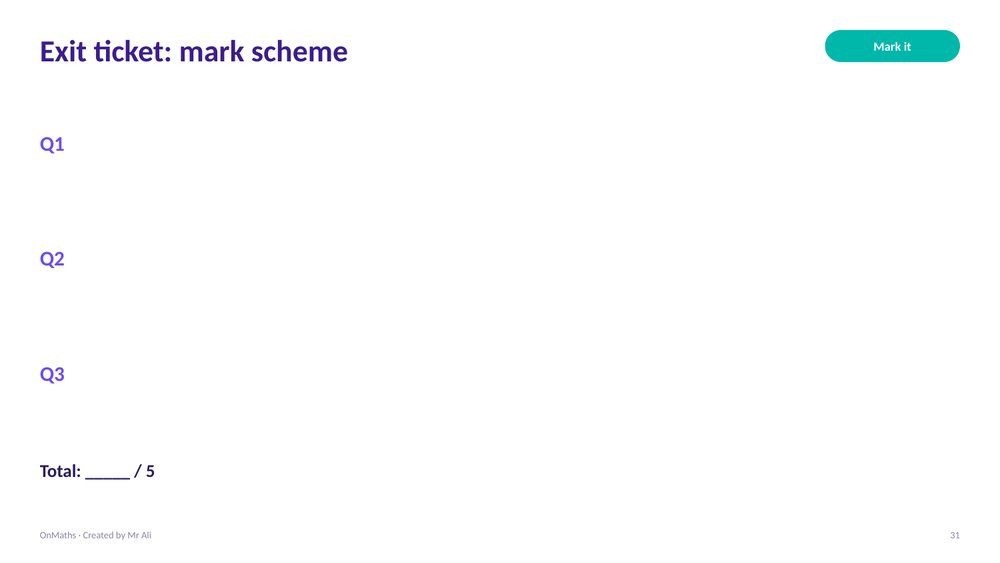 Exit ticket: mark scheme
Mark it
Q1
Q2
Q3
Total: _____ / 5
OnMaths · Created by Mr Ali
31